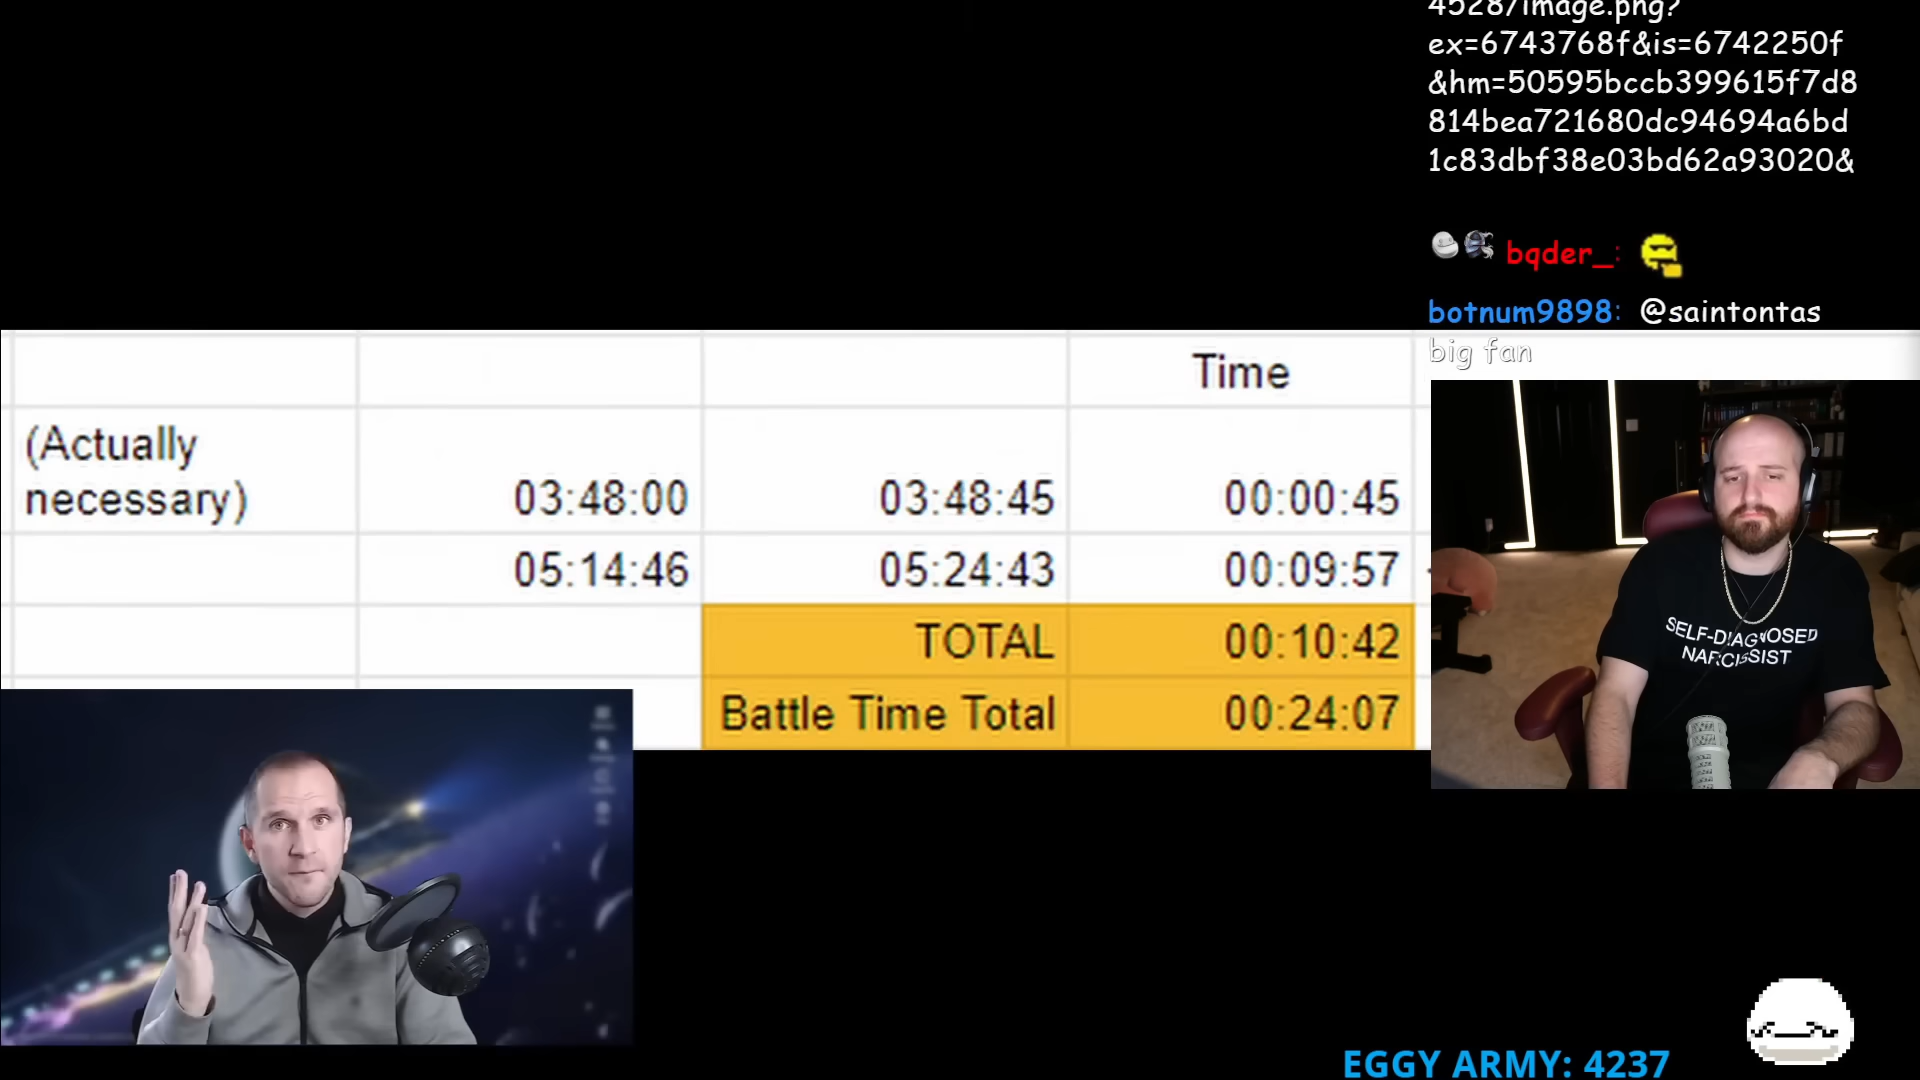 4528/image.png?
ex=6743768f&is=6742250f
&hm=50595bccb399615f7d8
814bea721680dc94694a6bd
1c83dbf38e03bd62a93020&
bqder_:
botnum9898: @saintontas
big fan
Time
(Actually
necessary) 03:48:00 03:48:45 00:00:45
05:14:46 05:24:43 00:09:57
TOTAL 00:10:42
Battle Time Total 00:24:07
SELF-DIAGNOSED
NARCISSIST
EGGY ARMY: 4237